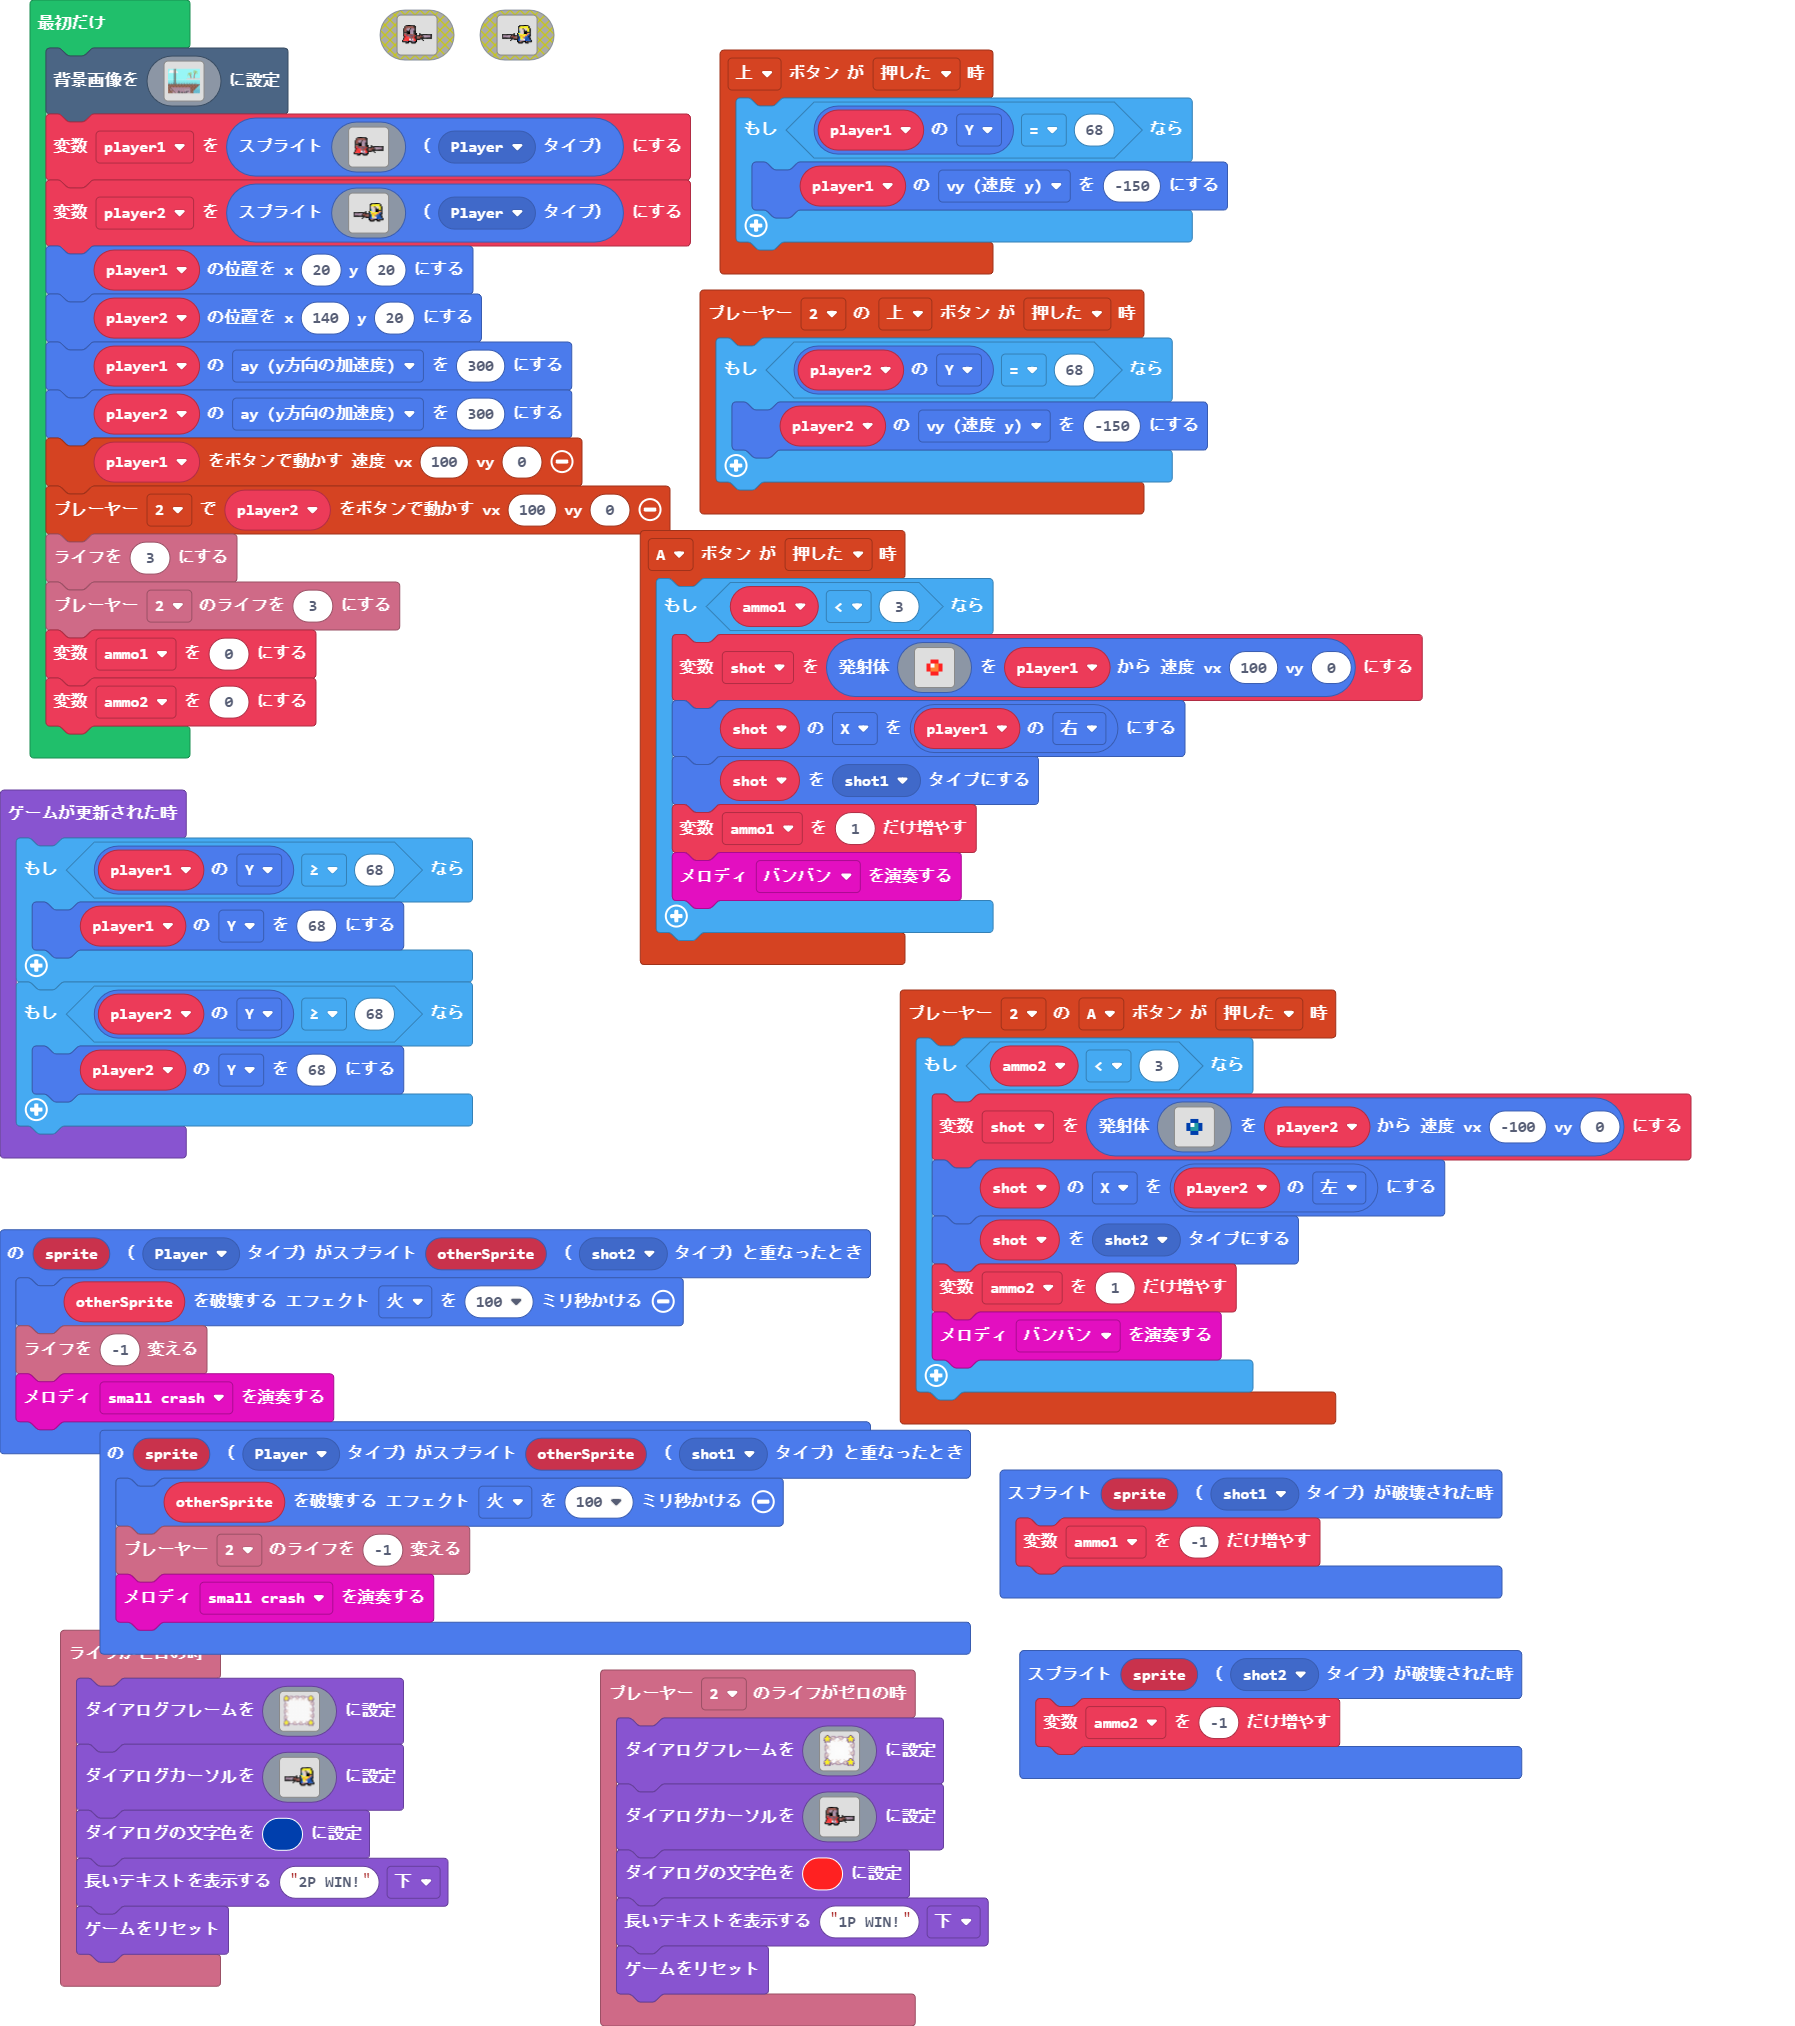 最初だけ
背景画像を に設定
変数 player1 を スプライト ( Player タイプ) にする
変数 player2 を スプライト ( Player タイプ) にする
player1 の位置を x 20 y 20 にする
player2 の位置を x 140 y 20 にする
player1 の ay (y方向の加速度) を 300 にする
player2 の ay (y方向の加速度) を 300 にする
player1 をボタンで動かす 速度 vx 100 vy 0
プレーヤー 2 で player2 をボタンで動かす vx 100 vy 0
ライフを 3 にする
プレーヤー 2 のライフを 3 にする
変数 ammo1 を 0 にする
変数 ammo2 を 0 にする
上 ボタン が 押した 時
もし player1 の Y = 68 なら
player1 の vy (速度 y) を -150 にする
プレーヤー 2 の 上 ボタン が 押した 時
もし player2 の Y = 68 なら
player2 の vy (速度 y) を -150 にする
A ボタン が 押した 時
もし ammo1 < 3 なら
変数 shot を 発射体 を player1 から 速度 vx 100 vy 0 にする
shot の X を player1 の 右 にする
shot を shot1 タイプにする
変数 ammo1 を 1 だけ増やす
メロディ バンバン を演奏する
ゲームが更新された時
もし player1 の Y ≥ 68 なら
player1 の Y を 68 にする
もし player2 の Y ≥ 68 なら
player2 の Y を 68 にする
プレーヤー 2 の A ボタン が 押した 時
もし ammo2 < 3 なら
変数 shot を 発射体 を player2 から 速度 vx -100 vy 0 にする
shot の X を player2 の 左 にする
shot を shot2 タイプにする
変数 ammo2 を 1 だけ増やす
メロディ バンバン を演奏する
の sprite ( Player タイプ) がスプライト otherSprite ( shot2 タイプ) と重なったとき
otherSprite を破壊する エフェクト 火 を 100 ミリ秒かける
ライフを -1 変える
メロディ small crash を演奏する
の sprite ( Player タイプ) がスプライト otherSprite ( shot1 タイプ) と重なったとき
otherSprite を破壊する エフェクト 火 を 100 ミリ秒かける
プレーヤー 2 のライフを -1 変える
メロディ small crash を演奏する
スプライト sprite ( shot1 タイプ) が破壊された時
変数 ammo1 を -1 だけ増やす
スプライト sprite ( shot2 タイプ) が破壊された時
変数 ammo2 を -1 だけ増やす
ライフがゼロの時
ダイアログフレームを に設定
ダイアログカーソルを に設定
ダイアログの文字色を に設定
長いテキストを表示する "2P WIN!" 下
ゲームをリセット
プレーヤー 2 のライフがゼロの時
ダイアログフレームを に設定
ダイアログカーソルを に設定
ダイアログの文字色を に設定
長いテキストを表示する "1P WIN!" 下
ゲームをリセット